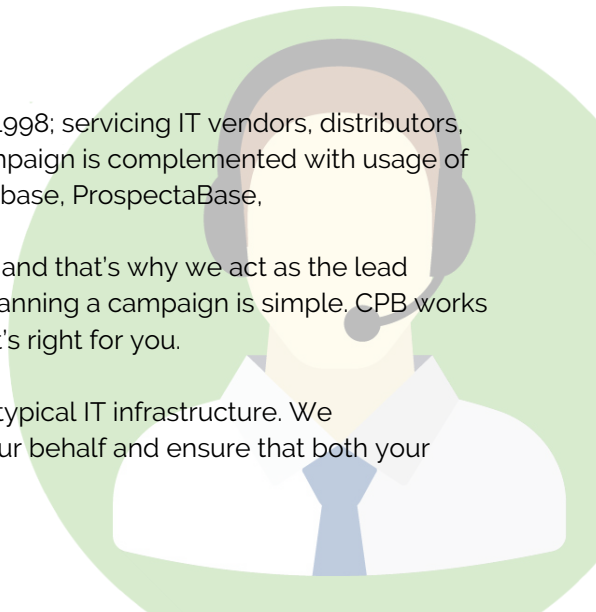 1998; servicing IT vendors, distributors,
paign is complemented with usage of
base, ProspectaBase,
and that's why we act as the lead
anning a campaign is simple. CPB works
's right for you.
typical IT infrastructure. We
ur behalf and ensure that both your